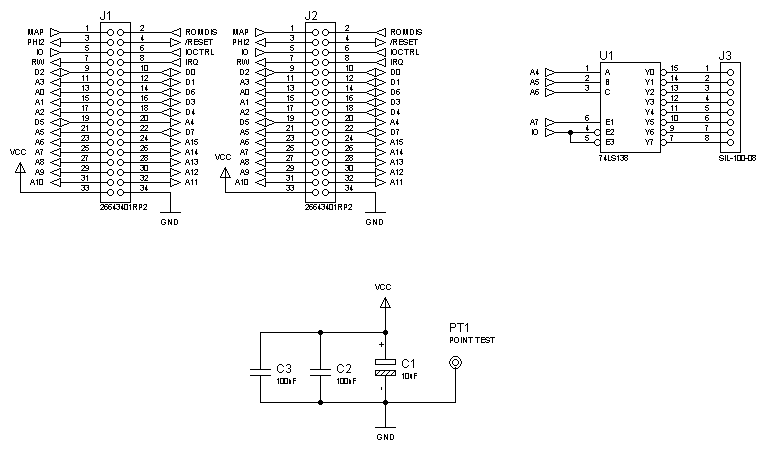 J1
MAP 1 2 ROMDIS
PHI2 3 4 /RESET
IO 5 6 IOCTRL
RW 7 8 IRQ
D2 9 10 D0
A3 11 12 D1
A0 13 14 D6
A1 15 16 D3
A2 17 18 D4
D5 19 20 A4
A5 21 22 D7
A6 23 24 A15
A7 25 26 A14
A8 27 28 A13
A9 29 30 A12
A10 31 32 A11
33 34
VCC
26643401RP2
GND
J2
MAP 1 2 ROMDIS
PHI2 3 4 /RESET
IO 5 6 IOCTRL
RW 7 8 IRQ
D2 9 10 D0
A3 11 12 D1
A0 13 14 D6
A1 15 16 D3
A2 17 18 D4
D5 19 20 A4
A5 21 22 D7
A6 23 24 A15
A7 25 26 A14
A8 27 28 A13
A9 29 30 A12
A10 31 32 A11
33 34
VCC
26643401RP2
GND
U1 J3
A4 1 A Y0 15 1
A5 2 B Y1 14 2
A6 3 C Y2 13 3
Y3 12 4
Y4 11 5
A7 6 E1 Y5 10 6
IO 4 E2 Y6 9 7
5 E3 Y7 7 8
74LS138 SIL-100-08
VCC
PT1
POINT TEST
+
C3
100nF
C2
100nF
C1
10uF
-
GND